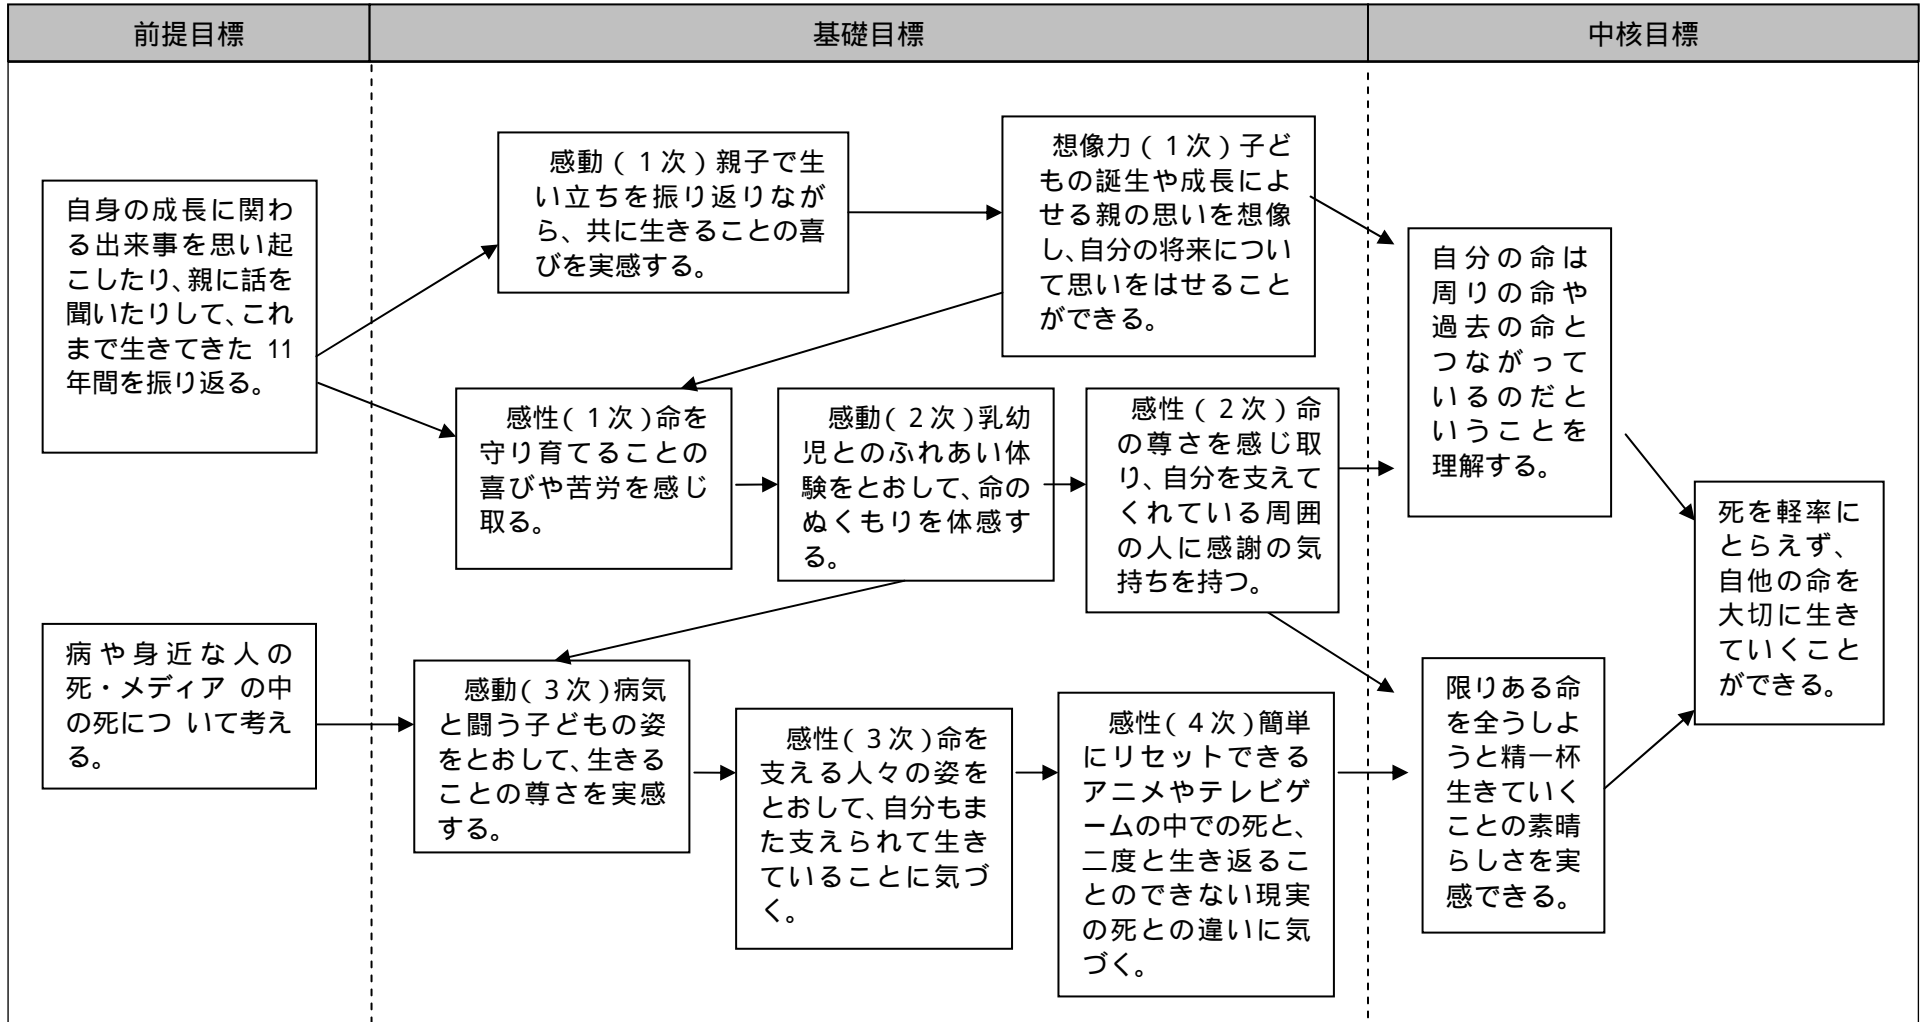 前提目標
基礎目標
中核目標
自身の成長に関わ
る出来事を思い起
こしたり、親に話を
聞いたりして、これ
まで生きてきた 11
年間を振り返る。
感動（１次）親子で生
い立ちを振り返りなが
ら、共に生きることの喜
びを実感する。
想像力（１次）子ど
もの誕生や成長によ
せる親の思いを想像
し、自分の将来につい
て思いをはせること
ができる。
自分の命は
周りの命や
過去の命と
つながって
いるのだと
いうことを
理解する。
感性（１次）命を
守り育てることの
喜びや苦労を感じ
取る。
感動（２次）乳幼
児とのふれあい体
験をとおして、命の
ぬくもりを体感す
る。
感性（２次）命
の尊さを感じ取
り、自分を支えて
くれている周囲
の人に感謝の気
持ちを持つ。
死を軽率に
とらえず、
自他の命を
大切に生き
ていくこと
ができる。
病や身近な人の
死・メディア の中
の死につ いて考え
る。
感動（３次）病気
と闘う子どもの姿
をとおして、生きる
ことの尊さを実感
する。
感性（３次）命を
支える人々の姿を
とおして、自分もま
た支えられて生き
ていることに気づ
く。
感性（４次）簡単
にリセットできる
アニメやテレビゲ
ームの中での死と、
二度と生き返るこ
とのできない現実
の死との違いに気
づく。
限りある命
を全うしよ
うと精一杯
生きていく
ことの素晴
らしさを実
感できる。